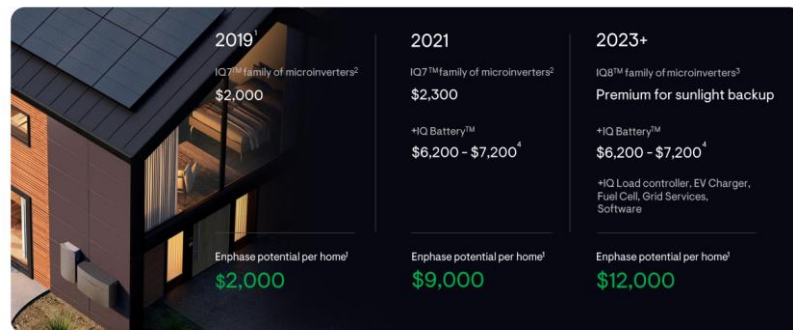 2019¹
IQ7™ family of microinverters²
$2,000
Enphase potential per home¹
$2,000
2021
IQ7™ family of microinverters²
$2,300
+IQ Battery™
$6,200 - $7,200⁴
Enphase potential per home¹
$9,000
2023+
IQ8™ family of microinverters³
Premium for sunlight backup
+IQ Battery™
$6,200 - $7,200⁴
+IQ Load controller, EV Charger,
Fuel Cell, Grid Services,
Software
Enphase potential per home¹
$12,000